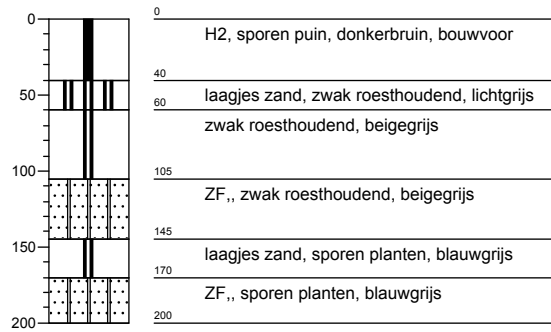 0
0
H2, sporen puin, donkerbruin, bouwvoor
40
50
laagjes zand, zwak roesthoudend, lichtgrijs
60
zwak roesthoudend, beigegrijs
100
105
ZF,, zwak roesthoudend, beigegrijs
145
150
laagjes zand, sporen planten, blauwgrijs
170
ZF,, sporen planten, blauwgrijs
200
200